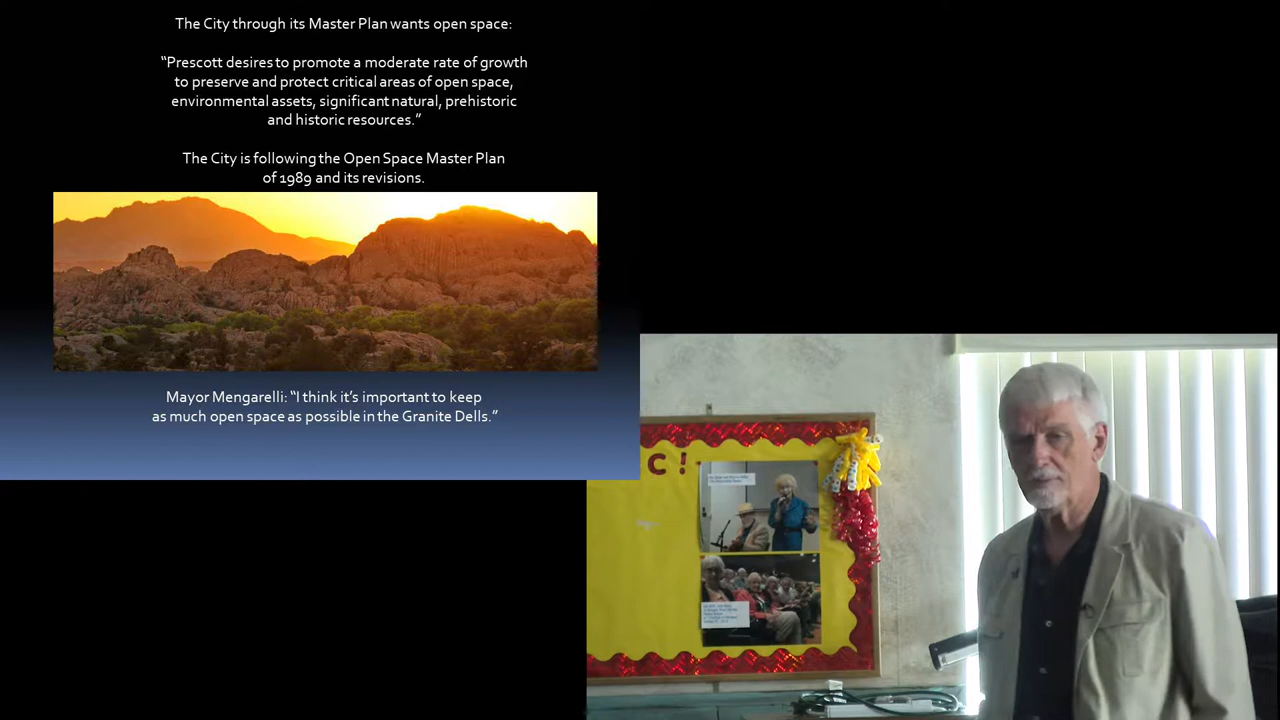 The City through its Master Plan wants open space:
“Prescott desires to promote a moderate rate of growth
to preserve and protect critical areas of open space,
environmental assets, significant natural, prehistoric
and historic resources.”
The City is following the Open Space Master Plan
of 1989 and its revisions.
Mayor Mengarelli: “I think it’s important to keep
as much open space as possible in the Granite Dells.”
C!